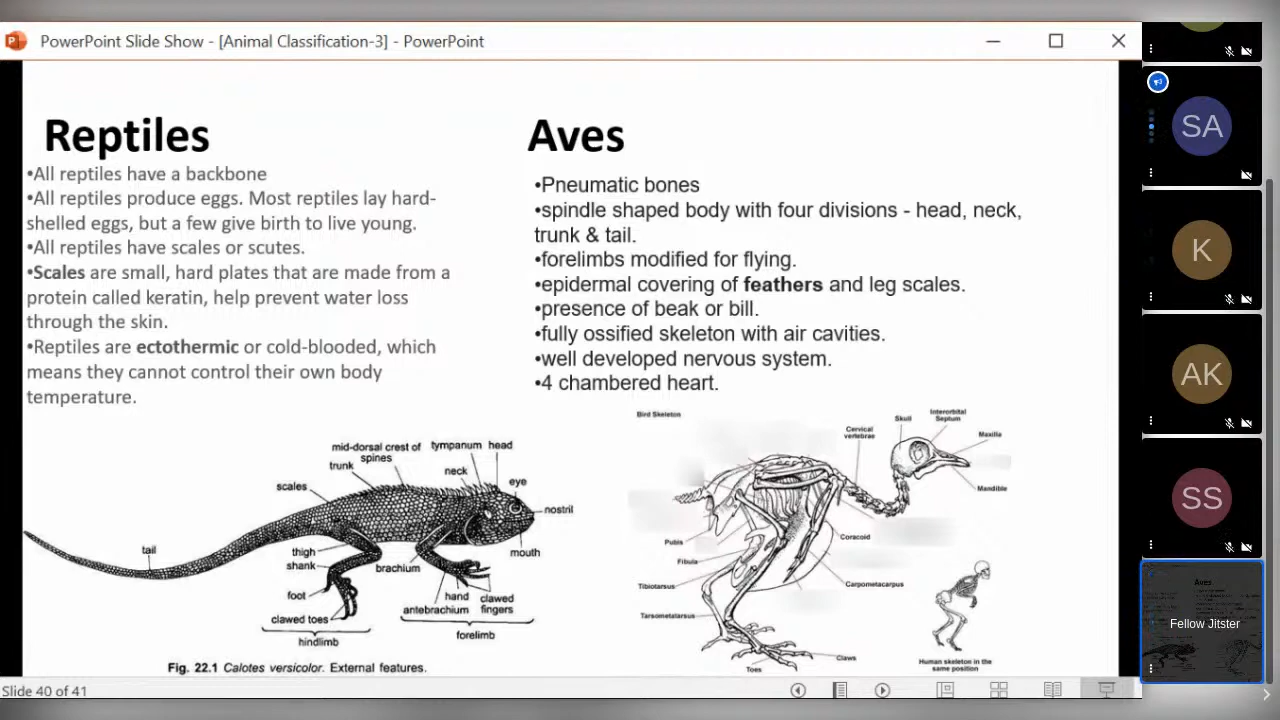 PowerPoint Slide Show - [Animal Classification-3] - PowerPoint
Reptiles
•All reptiles have a backbone
•All reptiles produce eggs. Most reptiles lay hard-
shelled eggs, but a few give birth to live young.
•All reptiles have scales or scutes.
•Scales are small, hard plates that are made from a
protein called keratin, help prevent water loss
through the skin.
•Reptiles are ectothermic or cold-blooded, which
means they cannot control their own body
temperature.
mid-dorsal crest of
spines
tympanum
head
trunk
neck
scales
eye
nostril
tail
thigh
mouth
shank
brachium
foot
hand
clawed
fingers
antebrachium
clawed toes
forelimb
hindlimb
Fig. 22.1 Calotes versicolor. External features.
Aves
•Pneumatic bones
•spindle shaped body with four divisions - head, neck,
trunk & tail.
•forelimbs modified for flying.
•epidermal covering of feathers and leg scales.
•presence of beak or bill.
•fully ossified skeleton with air cavities.
•well developed nervous system.
•4 chambered heart.
Bird Skeleton
Cervical
vertebrae
Skull
Interorbital
Septum
Maxilla
Mandible
Pubis
Coracoid
Fibula
Tibiotarsus
Carpometacarpus
Tarsometatarsus
Claws
Toes
Human skeleton in the
same position
Slide 40 of 41
SA
K
AK
SS
Aves
Fellow Jitster